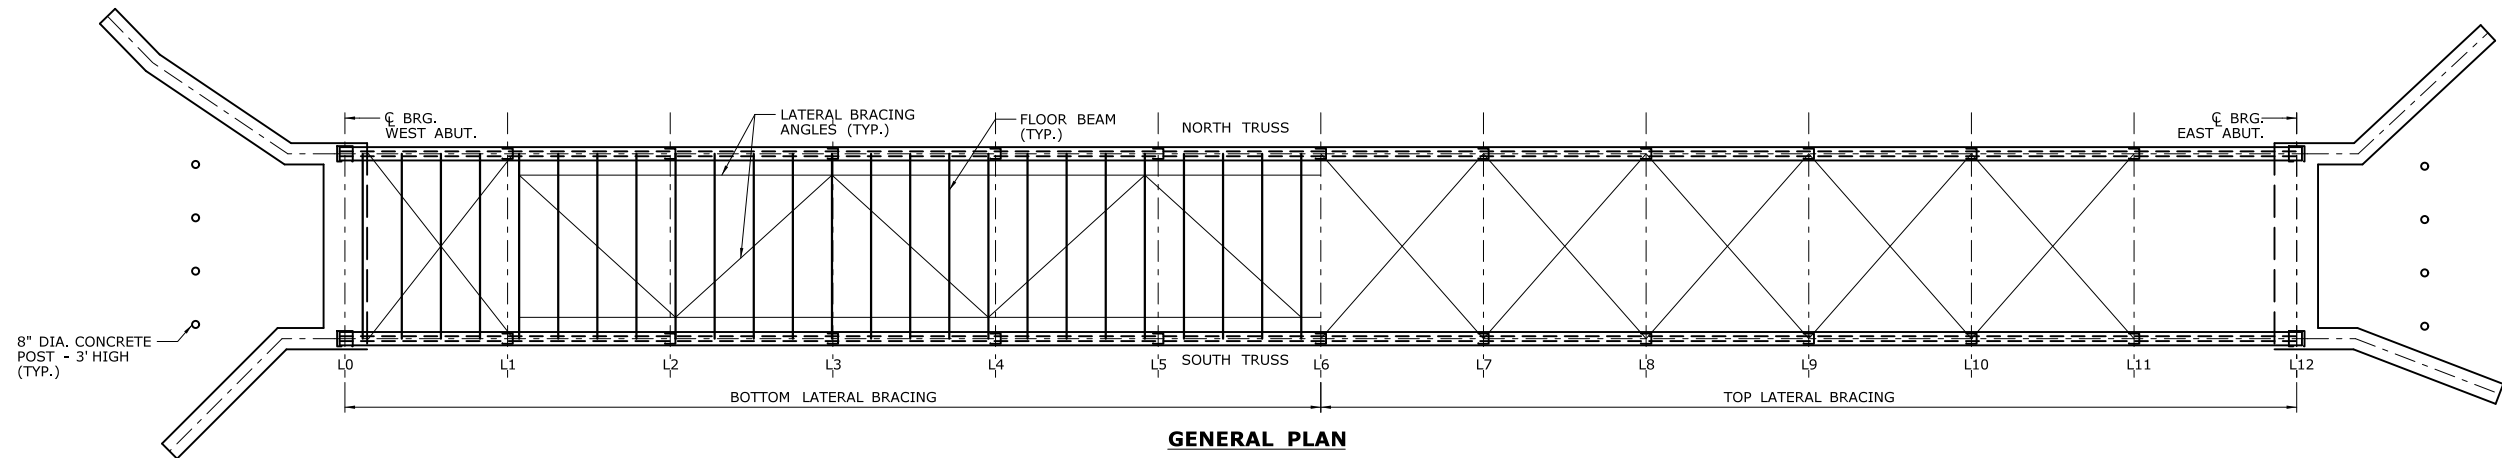 ℄ BRG.
WEST ABUT.
LATERAL BRACING
ANGLES (TYP.)
FLOOR BEAM
(TYP.)
NORTH TRUSS
℄ BRG.
EAST ABUT.
8" DIA. CONCRETE
POST - 3' HIGH
(TYP.)
SOUTH TRUSS
L0 L1 L2 L3 L4 L5 L6 L7 L8 L9 L10 L11 L12
BOTTOM LATERAL BRACING
TOP LATERAL BRACING
GENERAL PLAN